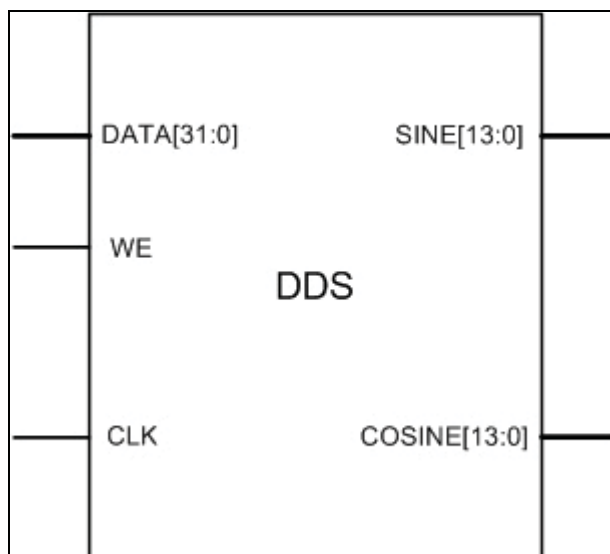 DATA[31:0]
SINE[13:0]
WE
DDS
CLK
COSINE[13:0]